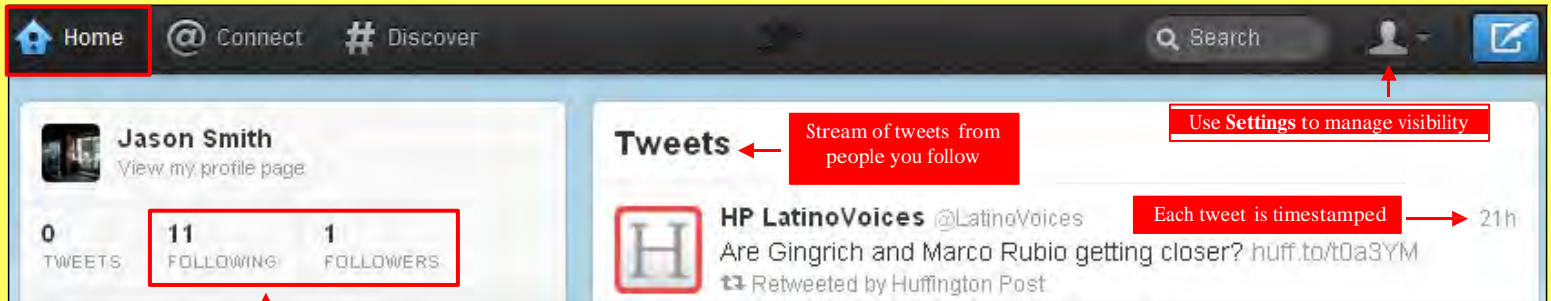 Home @ Connect # Discover Search
Use Settings to manage visibility
Jason Smith
View my profile page
0 11 1
TWEETS FOLLOWING FOLLOWERS
Tweets
Stream of tweets from
people you follow
HP LatinoVoices @LatinoVoices
Each tweet is timestamped
21h
Are Gingrich and Marco Rubio getting closer? huff.to/t0a3YM
Retweeted by Huffington Post